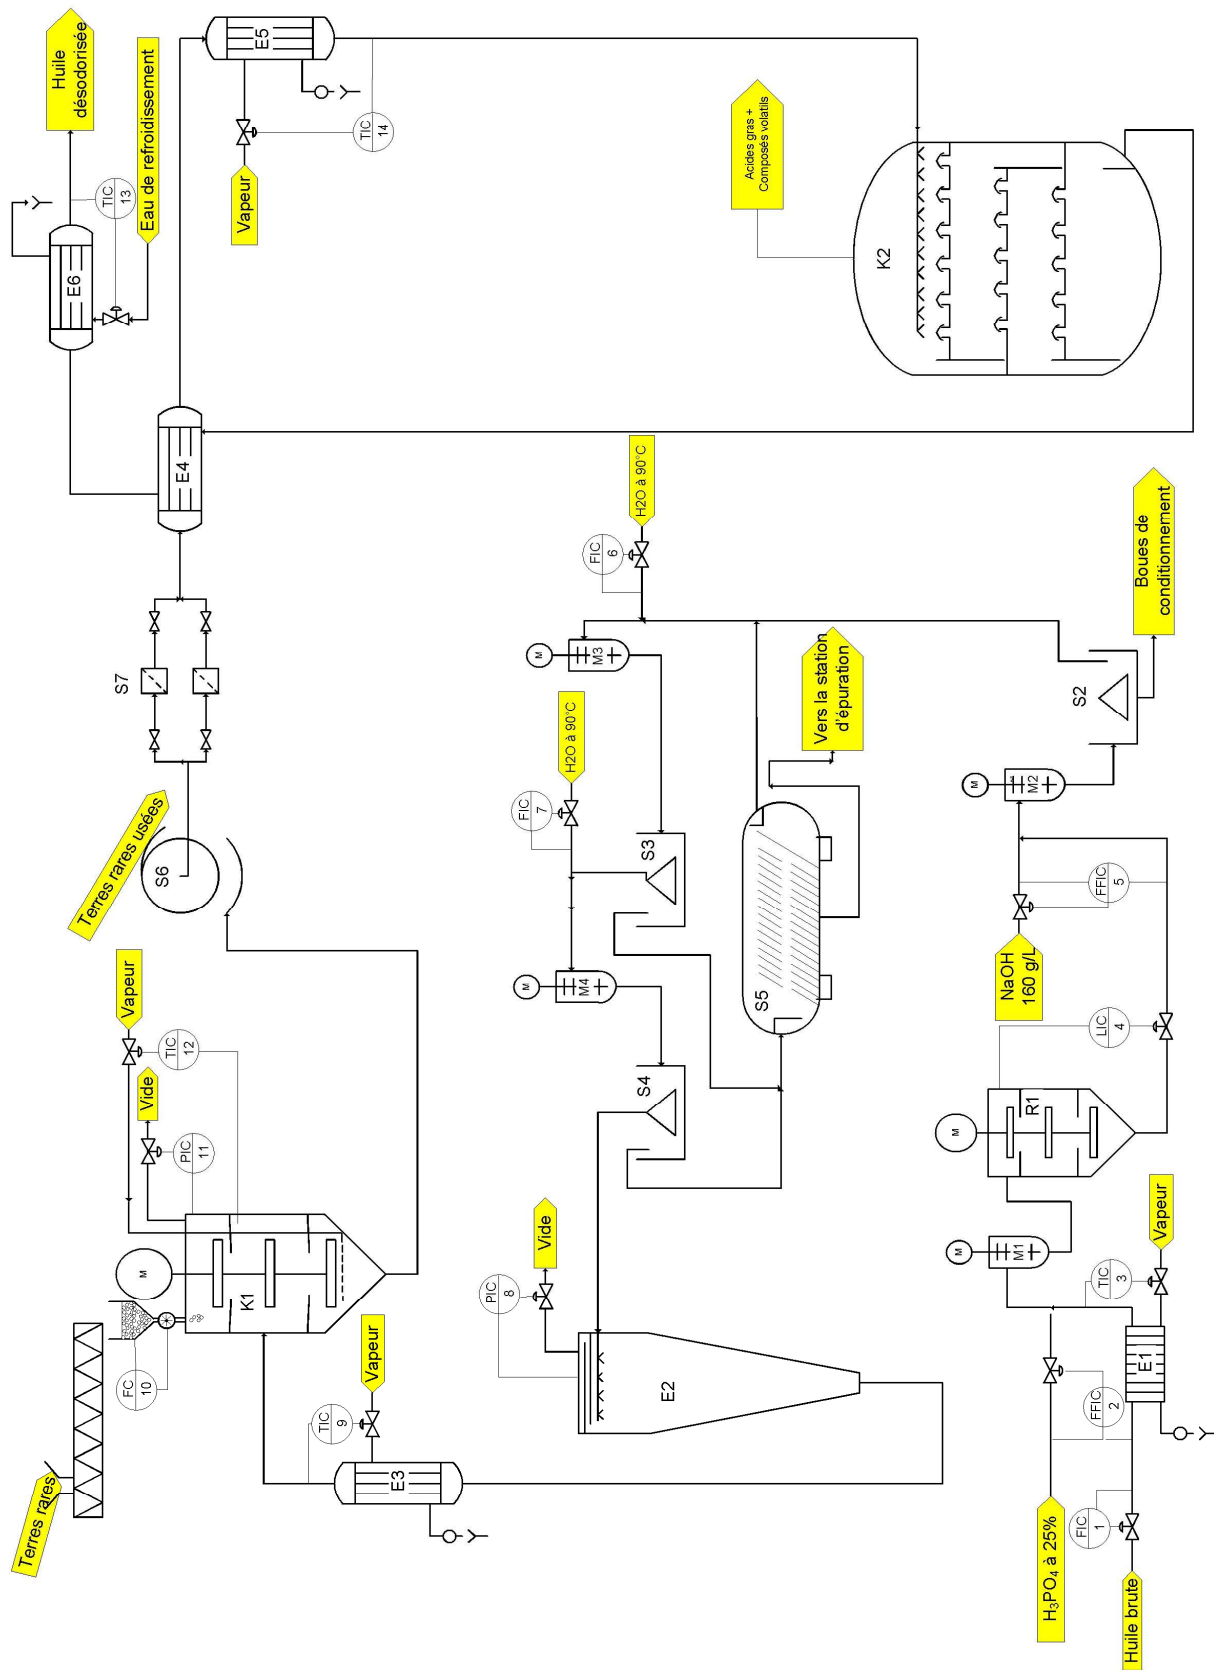 Huile
désodorisée
Eau de refroidissement
TIC
13
E6
E5
TIC
14
Vapeur
E4
S7
Terres rares usées
S6
Acides gras +
Composés volatils
K2
H2O à 90°C
FIC
6
M
M3
H2O à 90°C
FIC
7
S3
Vers la station
d'épuration
S5
M
M4
S4
Boues de
conditionnement
S2
M
M2
FFIC
5
NaOH
160 g/L
LIC
4
M
R1
M
M1
Vapeur
TIC
3
E1
FFIC
2
H₃PO₄ à 25%
FIC
1
Huile brute
Vide
PIC
8
E2
Vapeur
TIC
9
E3
Vapeur
TIC
12
Vide
PIC
11
M
K1
FC
10
Terres rares